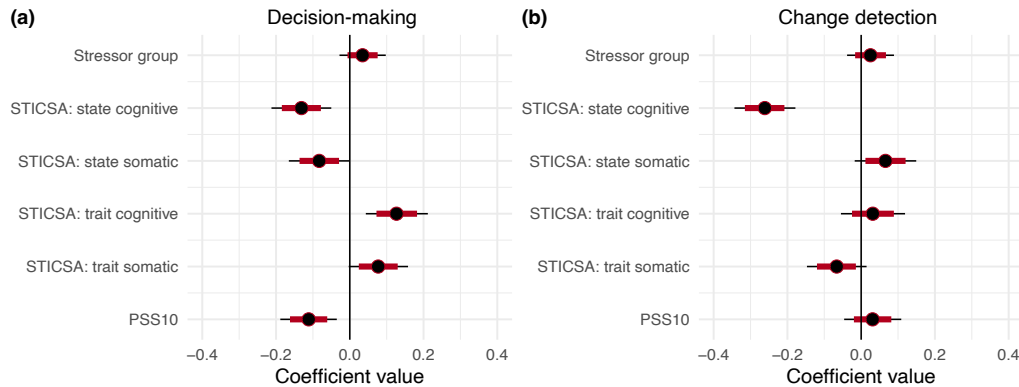 (a)
Decision-making
Stressor group
STICSA: state cognitive
STICSA: state somatic
STICSA: trait cognitive
STICSA: trait somatic
PSS10
−0.4 −0.2 0.0 0.2 0.4
Coefficient value
(b)
Change detection
Stressor group
STICSA: state cognitive
STICSA: state somatic
STICSA: trait cognitive
STICSA: trait somatic
PSS10
−0.4 −0.2 0.0 0.2 0.4
Coefficient value